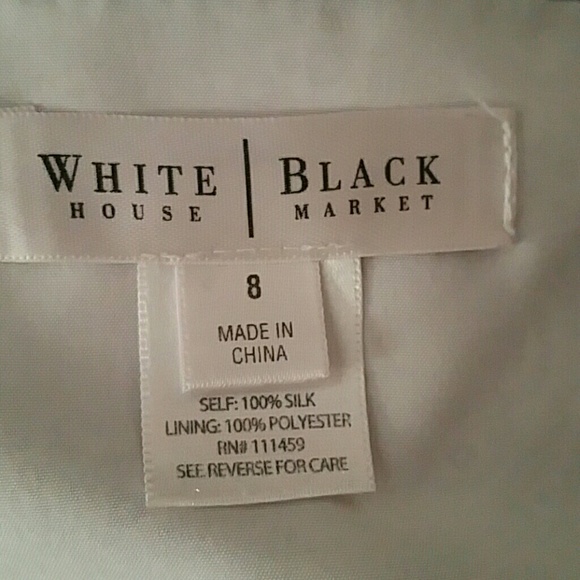 WHITE | BLACK
HOUSE MARKET
8
MADE IN
CHINA
SELF: 100% SILK
LINING: 100% POLYESTER
RN# 111459
SEE REVERSE FOR CARE